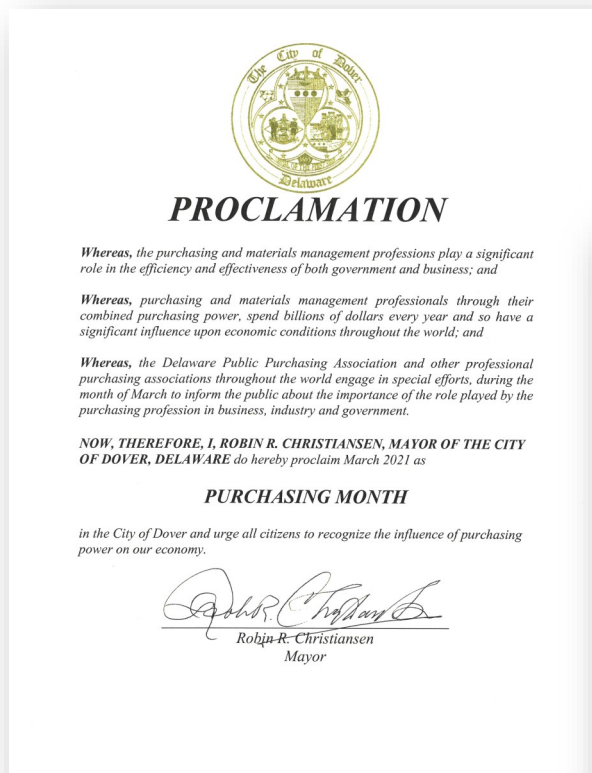 The City of Dover
Delaware
PROCLAMATION
Whereas, the purchasing and materials management professions play a significant
role in the efficiency and effectiveness of both government and business; and
Whereas, purchasing and materials management professionals through their
combined purchasing power, spend billions of dollars every year and so have a
significant influence upon economic conditions throughout the world; and
Whereas, the Delaware Public Purchasing Association and other professional
purchasing associations throughout the world engage in special efforts, during the
month of March to inform the public about the importance of the role played by the
purchasing profession in business, industry and government.
NOW, THEREFORE, I, ROBIN R. CHRISTIANSEN, MAYOR OF THE CITY
OF DOVER, DELAWARE do hereby proclaim March 2021 as
PURCHASING MONTH
in the City of Dover and urge all citizens to recognize the influence of purchasing
power on our economy.
Robin R. Christiansen
Mayor